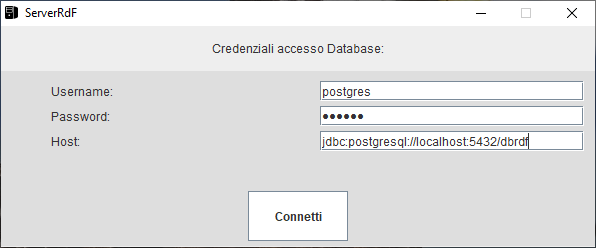 ServerRdF
Credenziali accesso Database:
Username: postgres
Password: ●●●●●●
Host: jdbc:postgresql://localhost:5432/dbrdf
Connetti